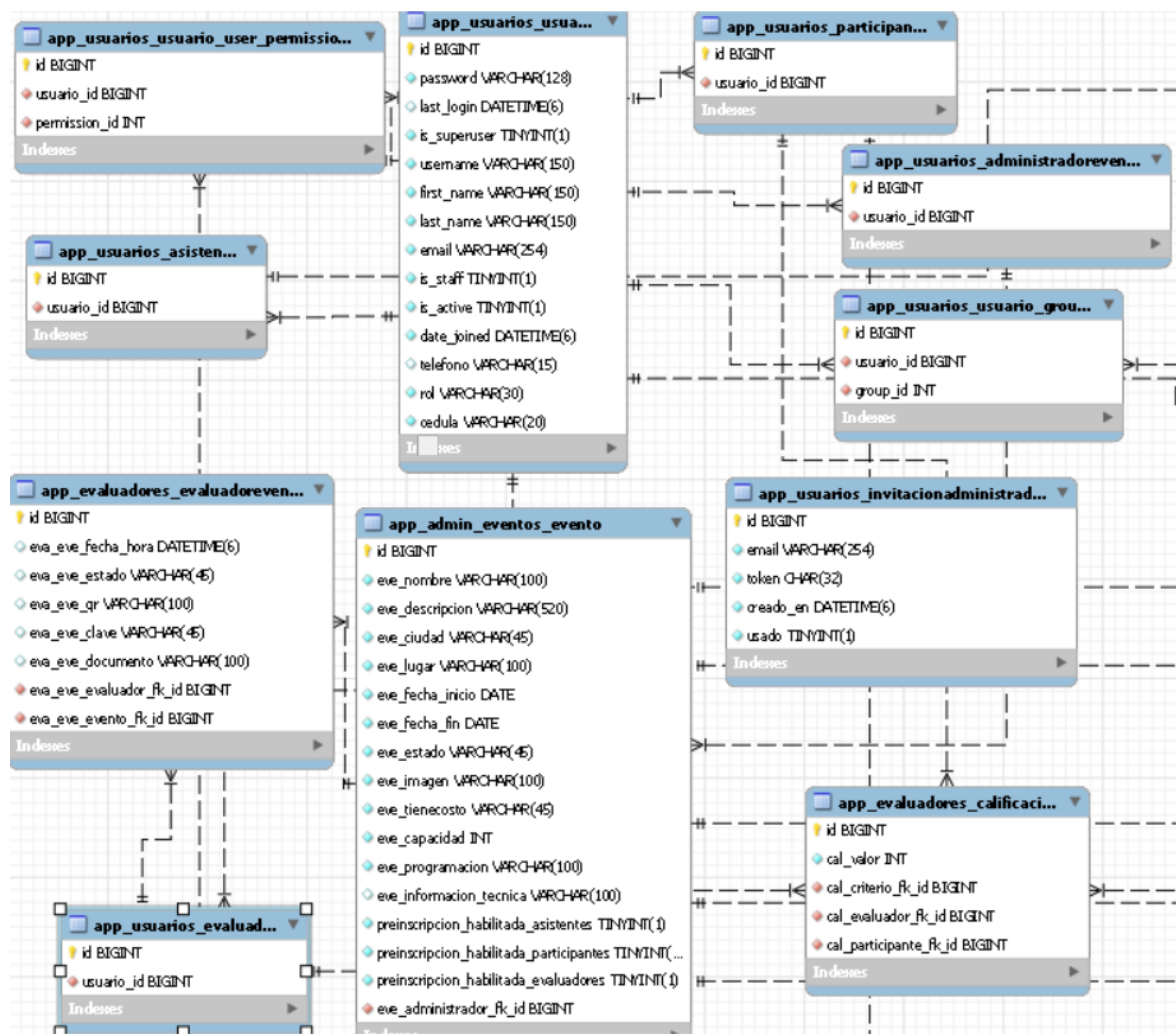 app_usuarios_usuario_user_permissio...
id BIGINT
usuario_id BIGINT
permission_id INT
Indexes
app_usuarios_usua...
id BIGINT
password VARCHAR(128)
last_login DATETIME(6)
is_superuser TINYINT(1)
username VARCHAR(150)
first_name VARCHAR(150)
last_name VARCHAR(150)
email VARCHAR(254)
is_staff TINYINT(1)
is_active TINYINT(1)
date_joined DATETIME(6)
telefono VARCHAR(15)
rol VARCHAR(30)
cedula VARCHAR(20)
app_usuarios_participan...
id BIGINT
usuario_id BIGINT
Indexes
app_usuarios_administradoreven...
id BIGINT
usuario_id BIGINT
Indexes
app_usuarios_asisten...
id BIGINT
usuario_id BIGINT
Indexes
app_usuarios_usuario_grou...
id BIGINT
usuario_id BIGINT
group_id INT
Indexes
app_evaluadores_evaluadoreven...
id BIGINT
eva_eve_fecha_hora DATETIME(6)
eva_eve_estado VARCHAR(45)
eva_eve_qr VARCHAR(100)
eva_eve_clave VARCHAR(45)
eva_eve_documento VARCHAR(100)
eva_eve_evaluador_fk_id BIGINT
eva_eve_evento_fk_id BIGINT
Indexes
app_admin_eventos_evento
id BIGINT
eve_nombre VARCHAR(100)
eve_descripcion VARCHAR(520)
eve_ciudad VARCHAR(45)
eve_lugar VARCHAR(100)
eve_fecha_inicio DATE
eve_fecha_fin DATE
eve_estado VARCHAR(45)
eve_imagen VARCHAR(100)
eve_tienecosto VARCHAR(45)
eve_capacidad INT
eve_programacion VARCHAR(100)
eve_informacion_tecnica VARCHAR(100)
preinscripcion_habilitada_asistentes TINYINT(1)
preinscripcion_habilitada_participantes TINYINT(...
preinscripcion_habilitada_evaluadores TINYINT(1)
eve_administrador_fk_id BIGINT
Indexes
app_usuarios_invitacionadministrad...
id BIGINT
email VARCHAR(254)
token CHAR(32)
creado_en DATETIME(6)
usado TINYINT(1)
Indexes
app_evaluadores_calificaci...
id BIGINT
cal_valor INT
cal_criterio_fk_id BIGINT
cal_evaluador_fk_id BIGINT
cal_participante_fk_id BIGINT
Indexes
app_usuarios_evaluad...
id BIGINT
usuario_id BIGINT
Indexes